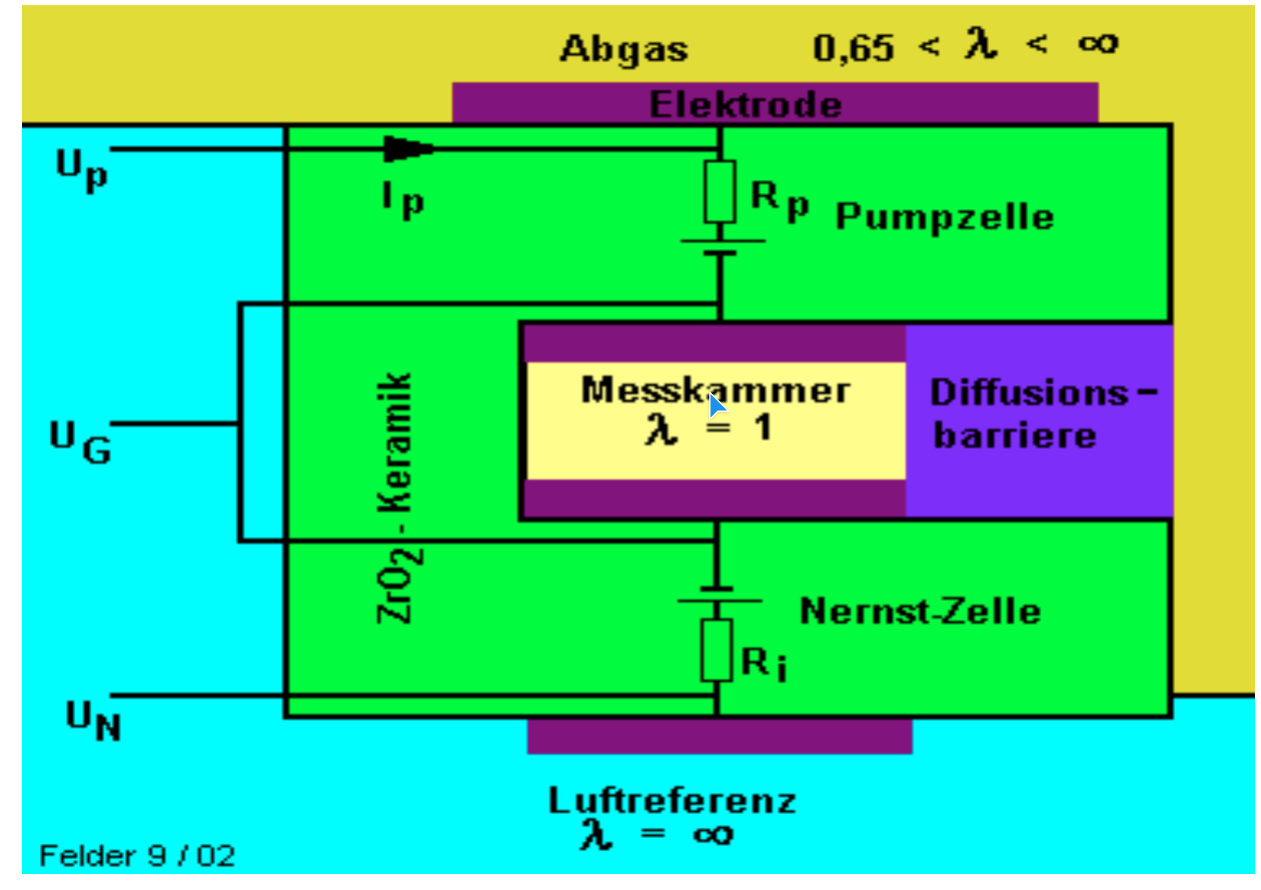 Abgas 0,65 < λ < ∞
Elektrode
Up
Ip
Rp
Pumpzelle
UG
ZrO2 - Keramik
Messkammer
λ = 1
Diffusions-
barriere
Nernst-Zelle
Ri
UN
Luftreferenz
λ = ∞
Felder 9 / 02